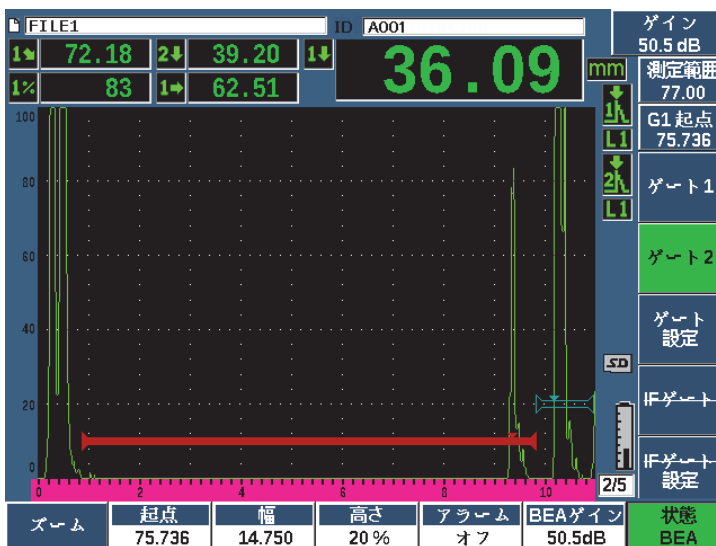 FILE1 ID A001
1 72.18 2 39.20 1 36.09 mm
1% 83 1 62.51
ゲイン
50.5 dB
測定範囲
77.00
G1 起点
75.736
ゲート1
ゲート2
ゲート
設定
IFゲート
IFゲート
設定
1
L1
2
L1
SD
2/5
100
80
60
40
20
0
0 2 4 6 8 10
ズーム
起点
75.736
幅
14.750
高さ
20 %
アラーム
オフ
BEAゲイン
50.5dB
状態
BEA